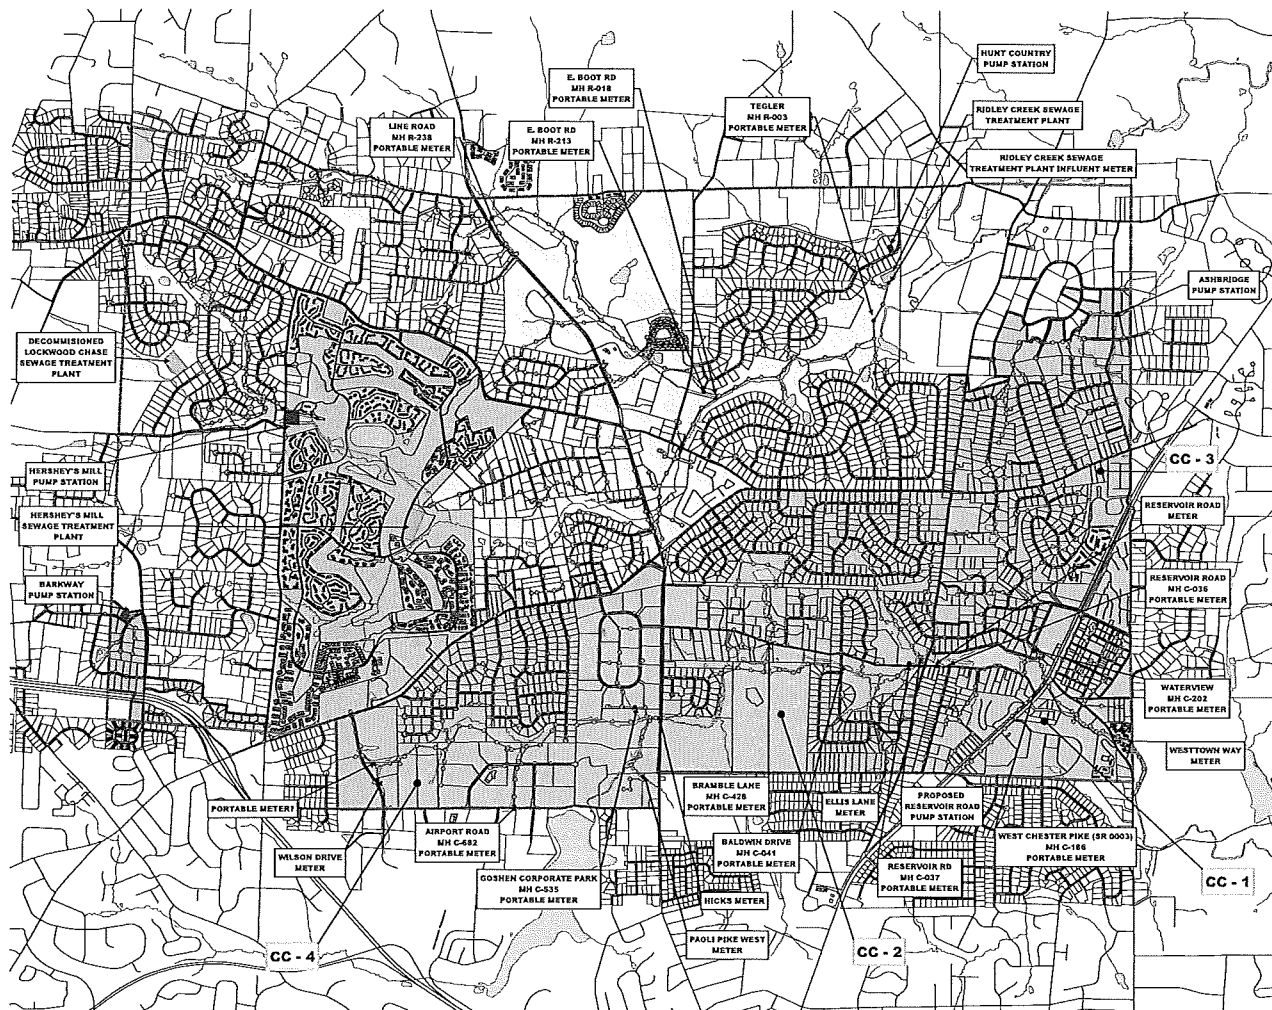 HUNT COUNTRY
PUMP STATION
E. BOOT RD
MH R-018
PORTABLE METER
TEGLER
MH R-003
PORTABLE METER
RIDLEY CREEK SEWAGE
TREATMENT PLANT
LINE ROAD
MH R-238
PORTABLE METER
E. BOOT RD
MH R-213
PORTABLE METER
RIDLEY CREEK SEWAGE
TREATMENT PLANT INFLUENT METER
ASHBRIDGE
PUMP STATION
DECOMMISIONED
LOCKWOOD CHASE
SEWAGE TREATMENT
PLANT
CC - 3
HERSHEY'S MILL
PUMP STATION
RESERVOIR ROAD
METER
HERSHEY'S MILL
SEWAGE TREATMENT
PLANT
BARKWAY
PUMP STATION
RESERVOIR ROAD
MH C-036
PORTABLE METER
WATERVIEW
MH C-202
PORTABLE METER
WESTTOWN WAY
METER
PORTABLE METER?
BRAMBLE LANE
MH C-428
PORTABLE METER
ELLIS LANE
METER
PROPOSED
RESERVOIR ROAD
PUMP STATION
AIRPORT ROAD
MH C-682
PORTABLE METER
BALDWIN DRIVE
MH C-641
PORTABLE METER
WEST CHESTER PIKE (SR 0003)
MH C-186
PORTABLE METER
WILSON DRIVE
METER
GOSHEN CORPORATE PARK
MH C-535
PORTABLE METER
RESERVOIR RD
MH C-037
PORTABLE METER
HICKS METER
CC - 1
PAOLI PIKE WEST
METER
CC - 4
CC - 2